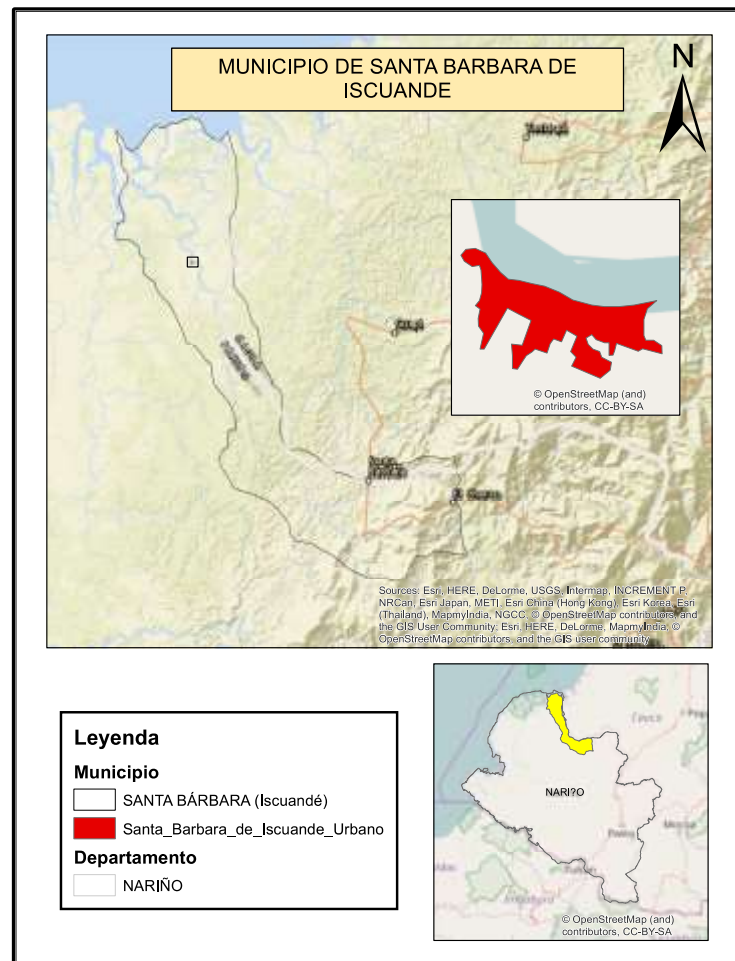 MUNICIPIO DE SANTA BARBARA DE
ISCUANDE
N
© OpenStreetMap (and)
contributors, CC-BY-SA
Sources: Esri, HERE, DeLorme, USGS, Intermap, INCREMENT P,
NRCan, Esri Japan, METI, Esri China (Hong Kong), Esri Korea, Esri
(Thailand), MapmyIndia, NGCC, © OpenStreetMap contributors, and
the GIS User Community; Esri, HERE, DeLorme, MapmyIndia, ©
OpenStreetMap contributors, and the GIS user community
Leyenda
Municipio
SANTA BÁRBARA (Iscuandé)
Santa_Barbara_de_Iscuande_Urbano
Departamento
NARIÑO
NARI?O
© OpenStreetMap (and)
contributors, CC-BY-SA